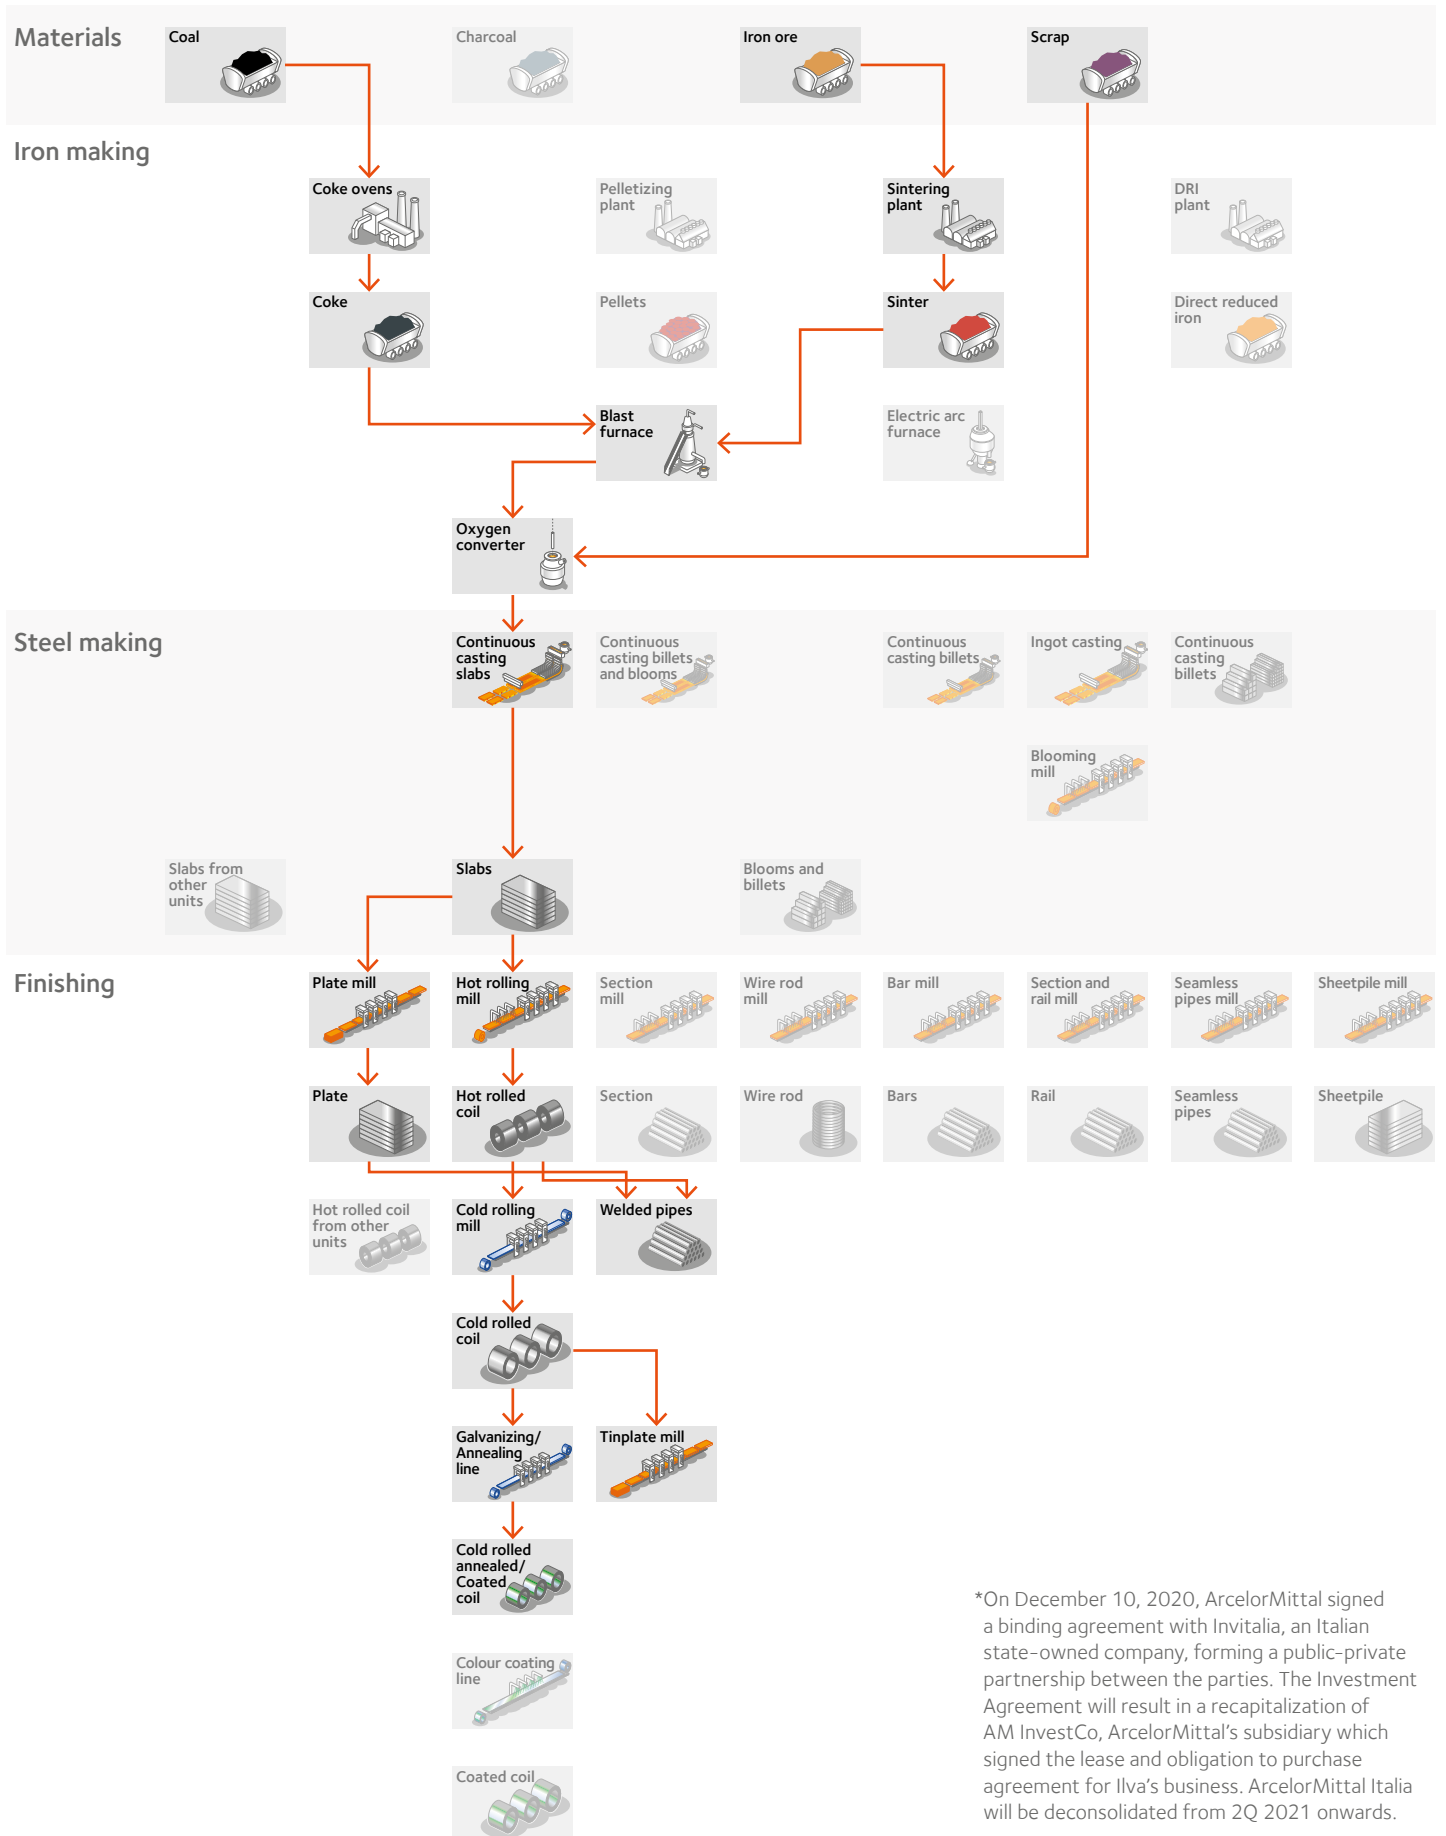 Materials
Coal
Charcoal
Iron ore
Scrap
Iron making
Coke ovens
Pelletizing
plant
Sintering
plant
DRI
plant
Coke
Pellets
Sinter
Direct reduced
iron
Blast
furnace
Electric arc
furnace
Oxygen
converter
Steel making
Continuous
casting
slabs
Continuous
casting billets
and blooms
Continuous
casting billets
Ingot casting
Continuous
casting
billets
Blooming
mill
Slabs from
other
units
Slabs
Blooms and
billets
Finishing
Plate mill
Hot rolling
mill
Section
mill
Wire rod
mill
Bar mill
Section and
rail mill
Seamless
pipes mill
Sheetpile mill
Plate
Hot rolled
coil
Section
Wire rod
Bars
Rail
Seamless
pipes
Sheetpile
Hot rolled coil
from other
units
Cold rolling
mill
Welded pipes
Cold rolled
coil
Galvanizing/
Annealing
line
Tinplate mill
Cold rolled
annealed/
Coated
coil
Colour coating
line
Coated coil
*On December 10, 2020, ArcelorMittal signed
a binding agreement with Invitalia, an Italian
state-owned company, forming a public-private
partnership between the parties. The Investment
Agreement will result in a recapitalization of
AM InvestCo, ArcelorMittal's subsidiary which
signed the lease and obligation to purchase
agreement for Ilva's business. ArcelorMittal Italia
will be deconsolidated from 2Q 2021 onwards.